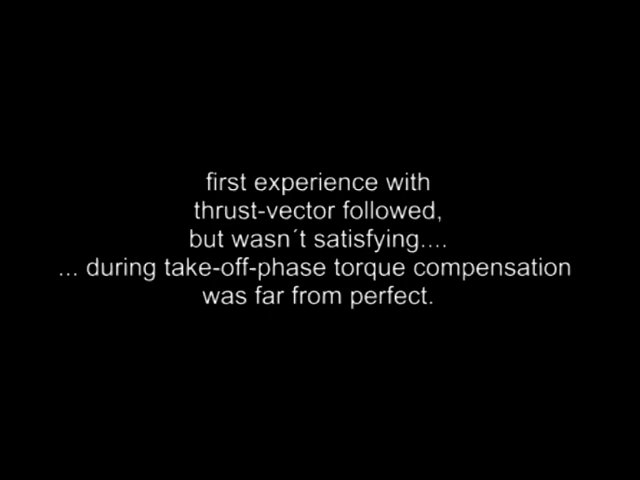 first experience with
thrust-vector followed,
but wasn´t satisfying....
... during take-off-phase torque compensation
was far from perfect.